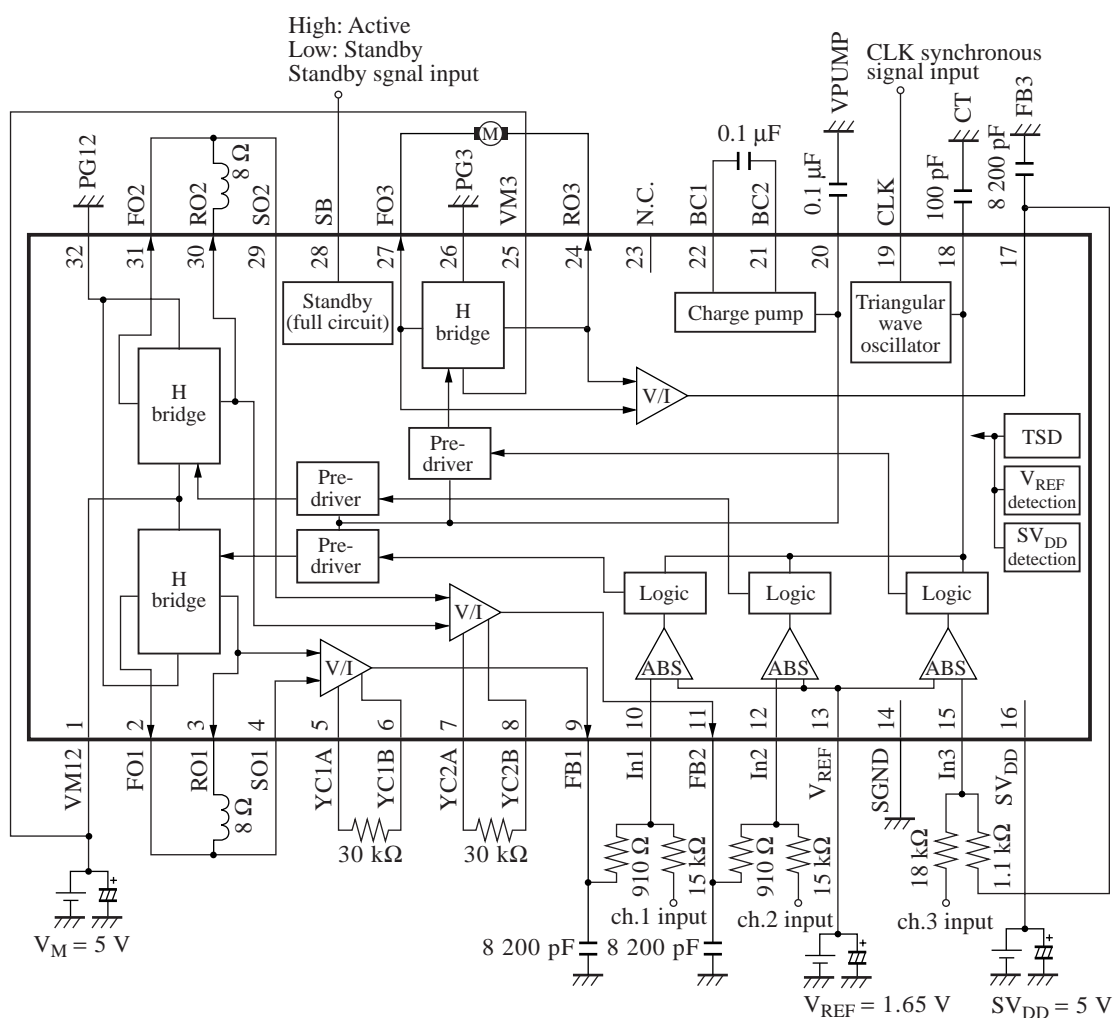 High: Active
Low: Standby
Standby sgnal input
CLK synchronous
signal input
VPUMP
CT
FB3
PG12
FO2
RO2
8 Ω
SO2
SB
FO3
M
PG3
VM3
RO3
N.C.
BC1
0.1 µF
BC2
0.1 µF
CLK
100 pF
8 200 pF
32
31
30
29
28
27
26
25
24
23
22
21
20
19
18
17
Standby
(full circuit)
H
bridge
Charge pump
Triangular
wave
oscillator
V/I
H
bridge
Pre-
driver
TSD
VREF
detection
SVDD
detection
Pre-
driver
Pre-
driver
H
bridge
Logic
Logic
Logic
V/I
V/I
ABS
ABS
ABS
1
2
3
4
5
6
7
8
9
10
11
12
13
14
15
16
VM12
FO1
RO1
8 Ω
SO1
YC1A
YC1B
YC2A
YC2B
FB1
In1
FB2
In2
VREF
SGND
In3
SVDD
30 kΩ
30 kΩ
910 Ω
15 kΩ
910 Ω
15 kΩ
18 kΩ
1.1 kΩ
ch.1 input
ch.2 input
ch.3 input
+
VM = 5 V
8 200 pF
8 200 pF
+
VREF = 1.65 V
+
SVDD = 5 V